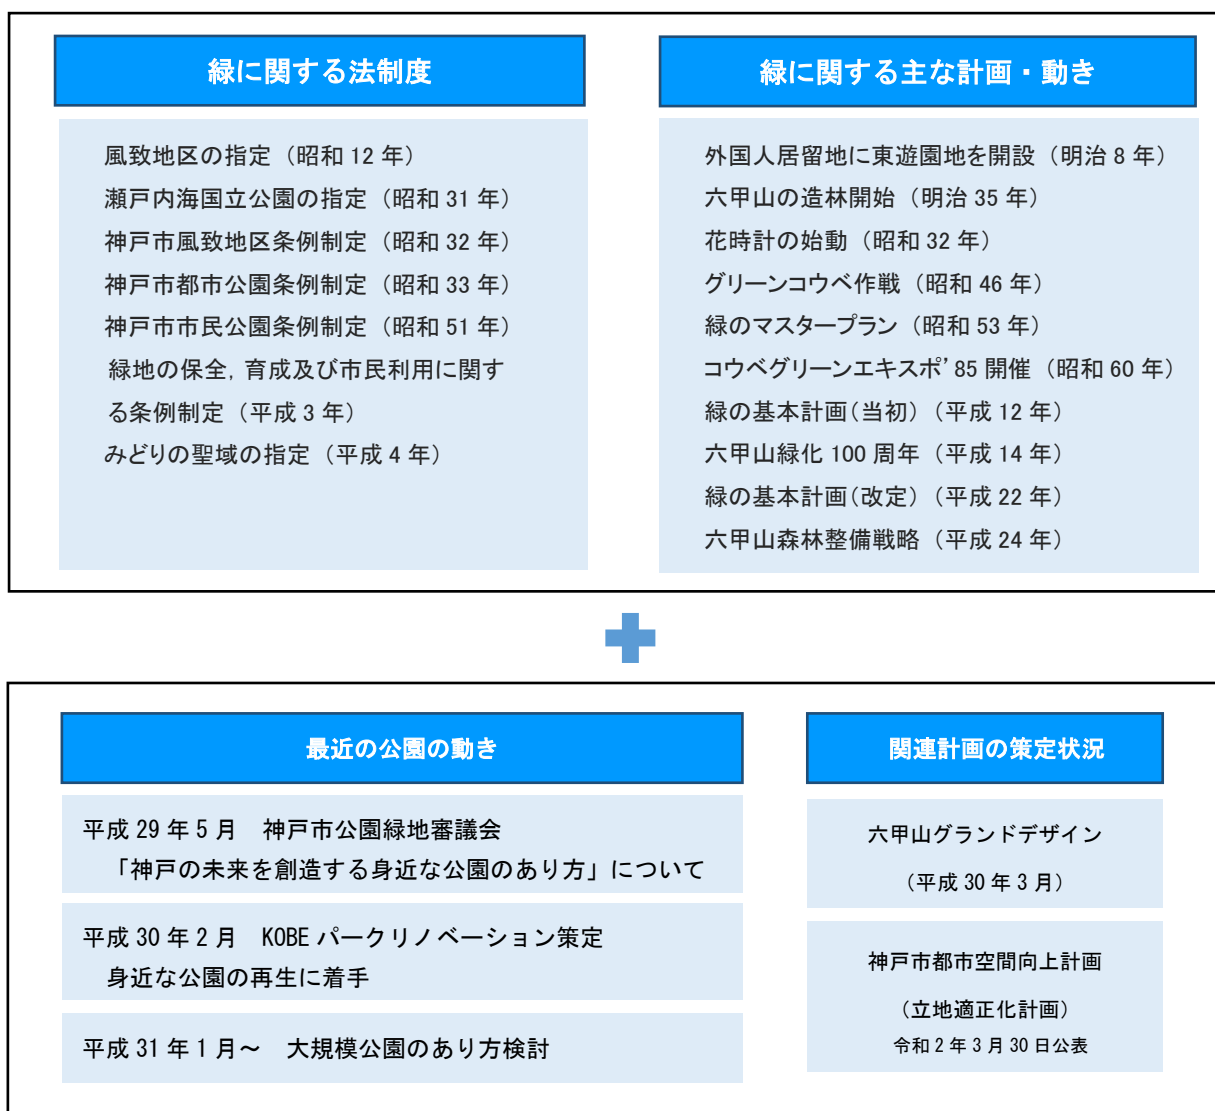 緑に関する法制度
風致地区の指定（昭和 12 年）
瀬戸内海国立公園の指定（昭和 31 年）
神戸市風致地区条例制定（昭和 32 年）
神戸市都市公園条例制定（昭和 33 年）
神戸市市民公園条例制定（昭和 51 年）
緑地の保全，育成及び市民利用に関す
る条例制定（平成 3 年）
みどりの聖域の指定（平成 4 年）
緑に関する主な計画・動き
外国人居留地に東遊園地を開設（明治 8 年）
六甲山の造林開始（明治 35 年）
花時計の始動（昭和 32 年）
グリーンコウベ作戦（昭和 46 年）
緑のマスタープラン（昭和 53 年）
コウベグリーンエキスポ’85 開催（昭和 60 年）
緑の基本計画（当初）（平成 12 年）
六甲山緑化 100 周年（平成 14 年）
緑の基本計画（改定）（平成 22 年）
六甲山森林整備戦略（平成 24 年）
最近の公園の動き
平成 29 年 5 月　神戸市公園緑地審議会
「神戸の未来を創造する身近な公園のあり方」について
平成 30 年 2 月　KOBE パークリノベーション策定
身近な公園の再生に着手
平成 31 年 1 月～　大規模公園のあり方検討
関連計画の策定状況
六甲山グランドデザイン
（平成 30 年 3 月）
神戸市都市空間向上計画
（立地適正化計画）
令和 2 年 3 月 30 日公表